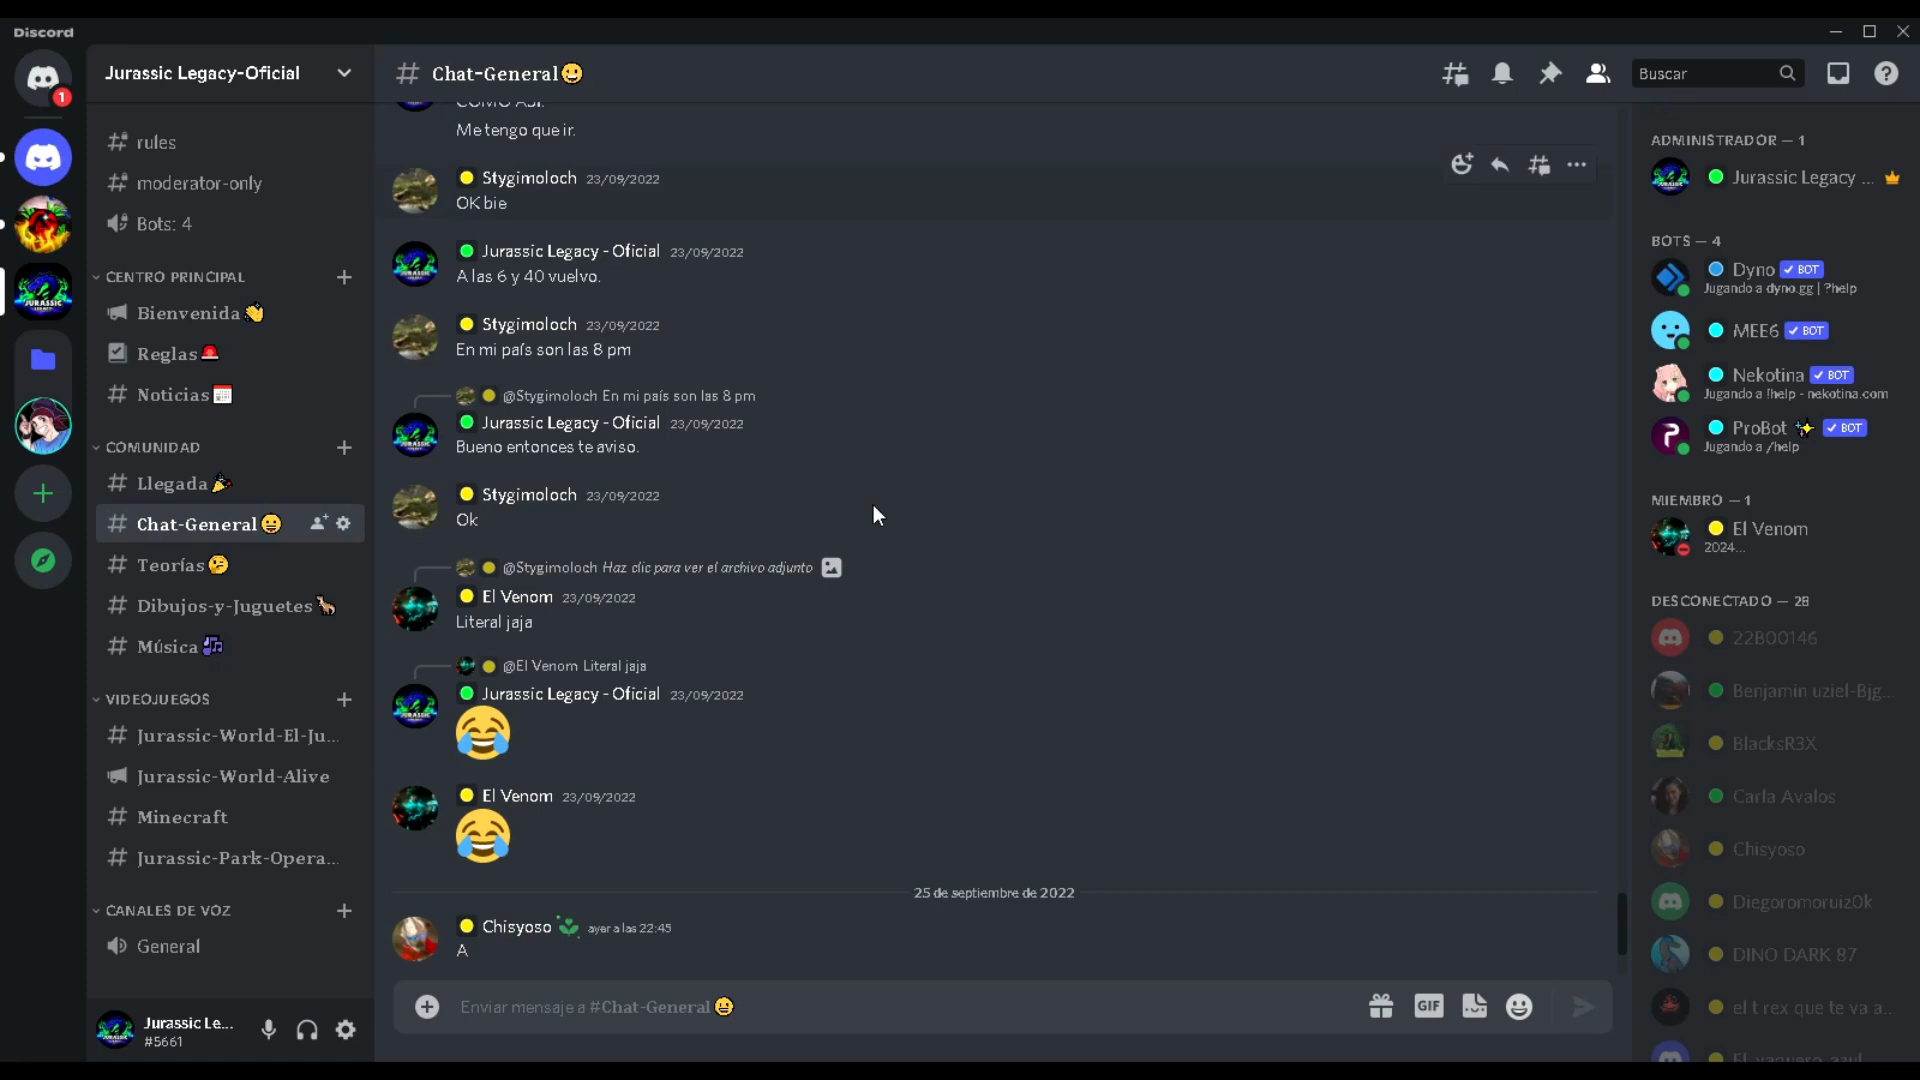 Discord
Jurassic Legacy-Oficial
1
rules
moderator-only
Bots: 4
CENTRO PRINCIPAL
Bienvenida👏
Reglas🚨
Noticias📅
COMUNIDAD
Llegada🎉
Chat-General😀
Teorías🤔
Dibujos-y-Juguetes🦒
Música🎶
VIDEOJUEGOS
Jurassic-World-El-Ju...
Jurassic-World-Alive
Minecraft
Jurassic-Park-Opera...
CANALES DE VOZ
General
Jurassic Le...
#5661
Chat-General😀
Buscar
COMO ASI.
Me tengo que ir.
Stygimoloch 23/09/2022
OK bie
Jurassic Legacy - Oficial 23/09/2022
A las 6 y 40 vuelvo.
Stygimoloch 23/09/2022
En mi país son las 8 pm
@Stygimoloch En mi país son las 8 pm
Jurassic Legacy - Oficial 23/09/2022
Bueno entonces te aviso.
Stygimoloch 23/09/2022
Ok
@Stygimoloch Haz clic para ver el archivo adjunto
El Venom 23/09/2022
Literal jaja
@El Venom Literal jaja
Jurassic Legacy - Oficial 23/09/2022
😂
El Venom 23/09/2022
😂
25 de septiembre de 2022
Chisyoso ayer a las 22:45
A
Enviar mensaje a #Chat-General😀
GIF
ADMINISTRADOR — 1
Jurassic Legacy ...
BOTS — 4
Dyno ✓ BOT
Jugando a dyno.gg | ?help
MEE6 ✓ BOT
Nekotina ✓ BOT
Jugando a !help - nekotina.com
ProBot ✨ ✓ BOT
Jugando a /help
MIEMBRO — 1
El Venom
2024...
DESCONECTADO — 28
22B00146
Benjamin uziel-Bjg...
BlacksR3X
Carla Avalos
Chisyoso
Diegoromoruiz0k
DINO DARK 87
el t rex que te va a...